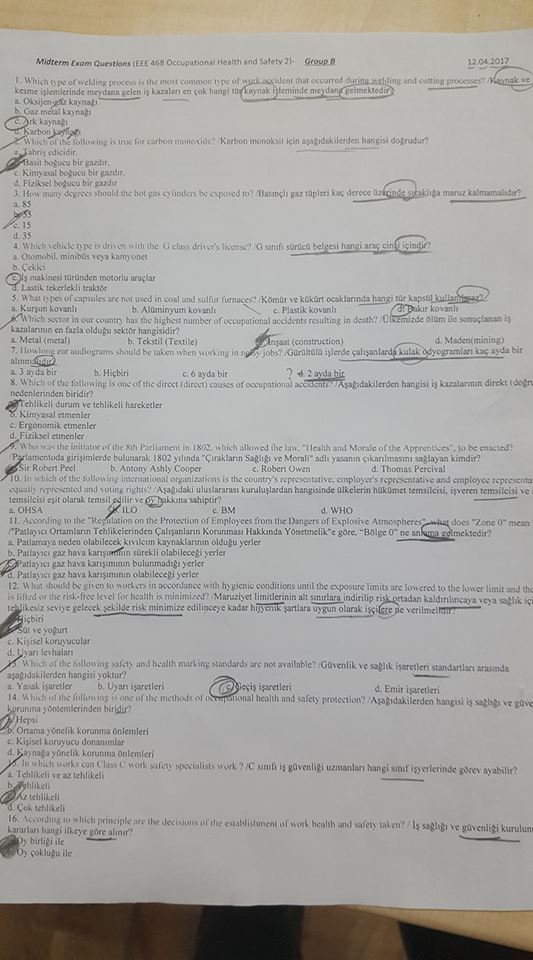 Midterm Exam Questions (EEE 468 Occupational Health and Safety 2)- Group B 12.04.2017
1. Which type of welding process is the most common type of work accident that occurred during welding and cutting processes? /Kaynak ve
kesme işlemlerinde meydana gelen iş kazaları en çok hangi tür kaynak işleminde meydana gelmektedir?
a. Oksijen-gaz kaynağı
b. Gaz metal kaynağı
c. Ark kaynağı
d. Karbon kaynağı
2. Which of the following is true for carbon monoxide? /Karbon monoksit için aşağıdakilerden hangisi doğrudur?
a. Tahriş edicidir.
Basit boğucu bir gazdır.
c. Kimyasal boğucu bir gazdır.
d. Fiziksel boğucu bir gazdır
3. How many degrees should the hot gas cylinders be exposed to? /Basınçlı gaz tüpleri kaç derece üzerinde sıcaklığa maruz kalmamalıdır?
a. 85
b. 55
c. 15
d. 35
4. Which vehicle type is driven with the G class driver's license? /G sınıfı sürücü belgesi hangi araç cinsi içindir?
a. Otomobil, minibüs veya kamyonet
b. Çekici
c. İş makinesi türünden motorlu araçlar
d. Lastik tekerlekli traktör
5. What types of capsules are not used in coal and sulfur furnaces? /Kömür ve kükürt ocaklarında hangi tür kapsül kullanılmaz?
a. Kurşun kovanlı b. Alüminyum kovanlı c. Plastik kovanlı d. Bakır kovanlı
6. Which sector in our country has the highest number of occupational accidents resulting in death? /Ülkemizde ölüm ile sonuçlanan iş
kazalarının en fazla olduğu sektör hangisidir?
a. Metal (metal) b. Tekstil (Textile) İnşaat (construction) d. Maden(mining)
7. Howlong ear audiograms should be taken when working in noisy jobs? /Gürültülü işlerde çalışanlarda kulak odyogramları kaç ayda bir
alınmalıdır?
a. 3 ayda bir b. Hiçbiri c. 6 ayda bir ? d. 2 ayda bir
8. Which of the following is one of the direct (direct) causes of occupational accidents? /Aşağıdakilerden hangisi iş kazalarının direkt (doğru
nedenlerinden biridir?
Tehlikeli durum ve tehlikeli hareketler
b. Kimyasal etmenler
c. Ergonomik etmenler
d. Fiziksel etmenler
9. Who was the initiator of the 8th Parliament in 1802, which allowed the law, "Health and Morale of the Apprentices", to be enacted?
/Parlamentoda girişimlerde bulunarak 1802 yılında "Çırakların Sağlığı ve Morali" adlı yasanın çıkarılmasını sağlayan kimdir?
Sir Robert Peel b. Antony Ashly Cooper c. Robert Owen d. Thomas Percival
10. In which of the following international organizations is the country's representative, employer's representative and employee representa
equally represented and voting rights? /Aşağıdaki uluslararası kuruluşlardan hangisinde ülkelerin hükümet temsilcisi, işveren temsilcisi ve
temsilcisi eşit olarak temsil edilir ve oy hakkına sahiptir?
a. OHSA ILO c. BM d. WHO
11. According to the "Regulation on the Protection of Employees from the Dangers of Explosive Atmospheres", what does "Zone 0" mean
/"Patlayıcı Ortamların Tehlikelerinden Çalışanların Korunması Hakkında Yönetmelik"e göre, "Bölge 0" ne anlama gelmektedir?
a. Patlamaya neden olabilecek kıvılcım kaynaklarının olduğu yerler
b. Patlayıcı gaz hava karışımının sürekli olabileceği yerler
c. Patlayıcı gaz hava karışımının bulunmadığı yerler
d. Patlayıcı gaz hava karışımının olabileceği yerler
12. What should be given to workers in accordance with hygienic conditions until the exposure limits are lowered to the lower limit and the
is lifted or the risk-free level for health is minimized? /Maruziyet limitlerinin alt sınırlara indirilip risk ortadan kaldırılıncaya veya sağlık içi
tehlikesiz seviye gelecek şekilde risk minimize edilinceye kadar hijyenik şartlara uygun olarak işçilere ne verilmelidir?
Hiçbiri
Süt ve yoğurt
c. Kişisel koruyucular
d. Uyarı levhaları
13. Which of the following safety and health marking standards are not available? /Güvenlik ve sağlık işaretleri standartları arasında
aşağıdakilerden hangisi yoktur?
a. Yasak işaretler b. Uyarı işaretleri c. Geçiş işaretleri d. Emir işaretleri
14. Which of the following is one of the methods of occupational health and safety protection? /Aşağıdakilerden hangisi iş sağlığı ve güve
korunma yöntemlerinden biridir?
Hepsi
b. Ortama yönelik korunma önlemleri
c. Kişisel koruyucu donanımlar
d. Kaynağa yönelik korunma önlemleri
15. In which works can Class C work safety specialists work ? /C sınıfı iş güvenliği uzmanları hangi sınıf işyerlerinde görev ayabilir?
a. Tehlikeli ve az tehlikeli
b. Tehlikeli
Az tehlikeli
d. Çok tehlikeli
16. According to which principle are the decisions of the establishment of work health and safety taken? / İş sağlığı ve güvenliği kurulun
kararları hangi ilkeye göre alınır?
Oy birliği ile
Oy çokluğu ile